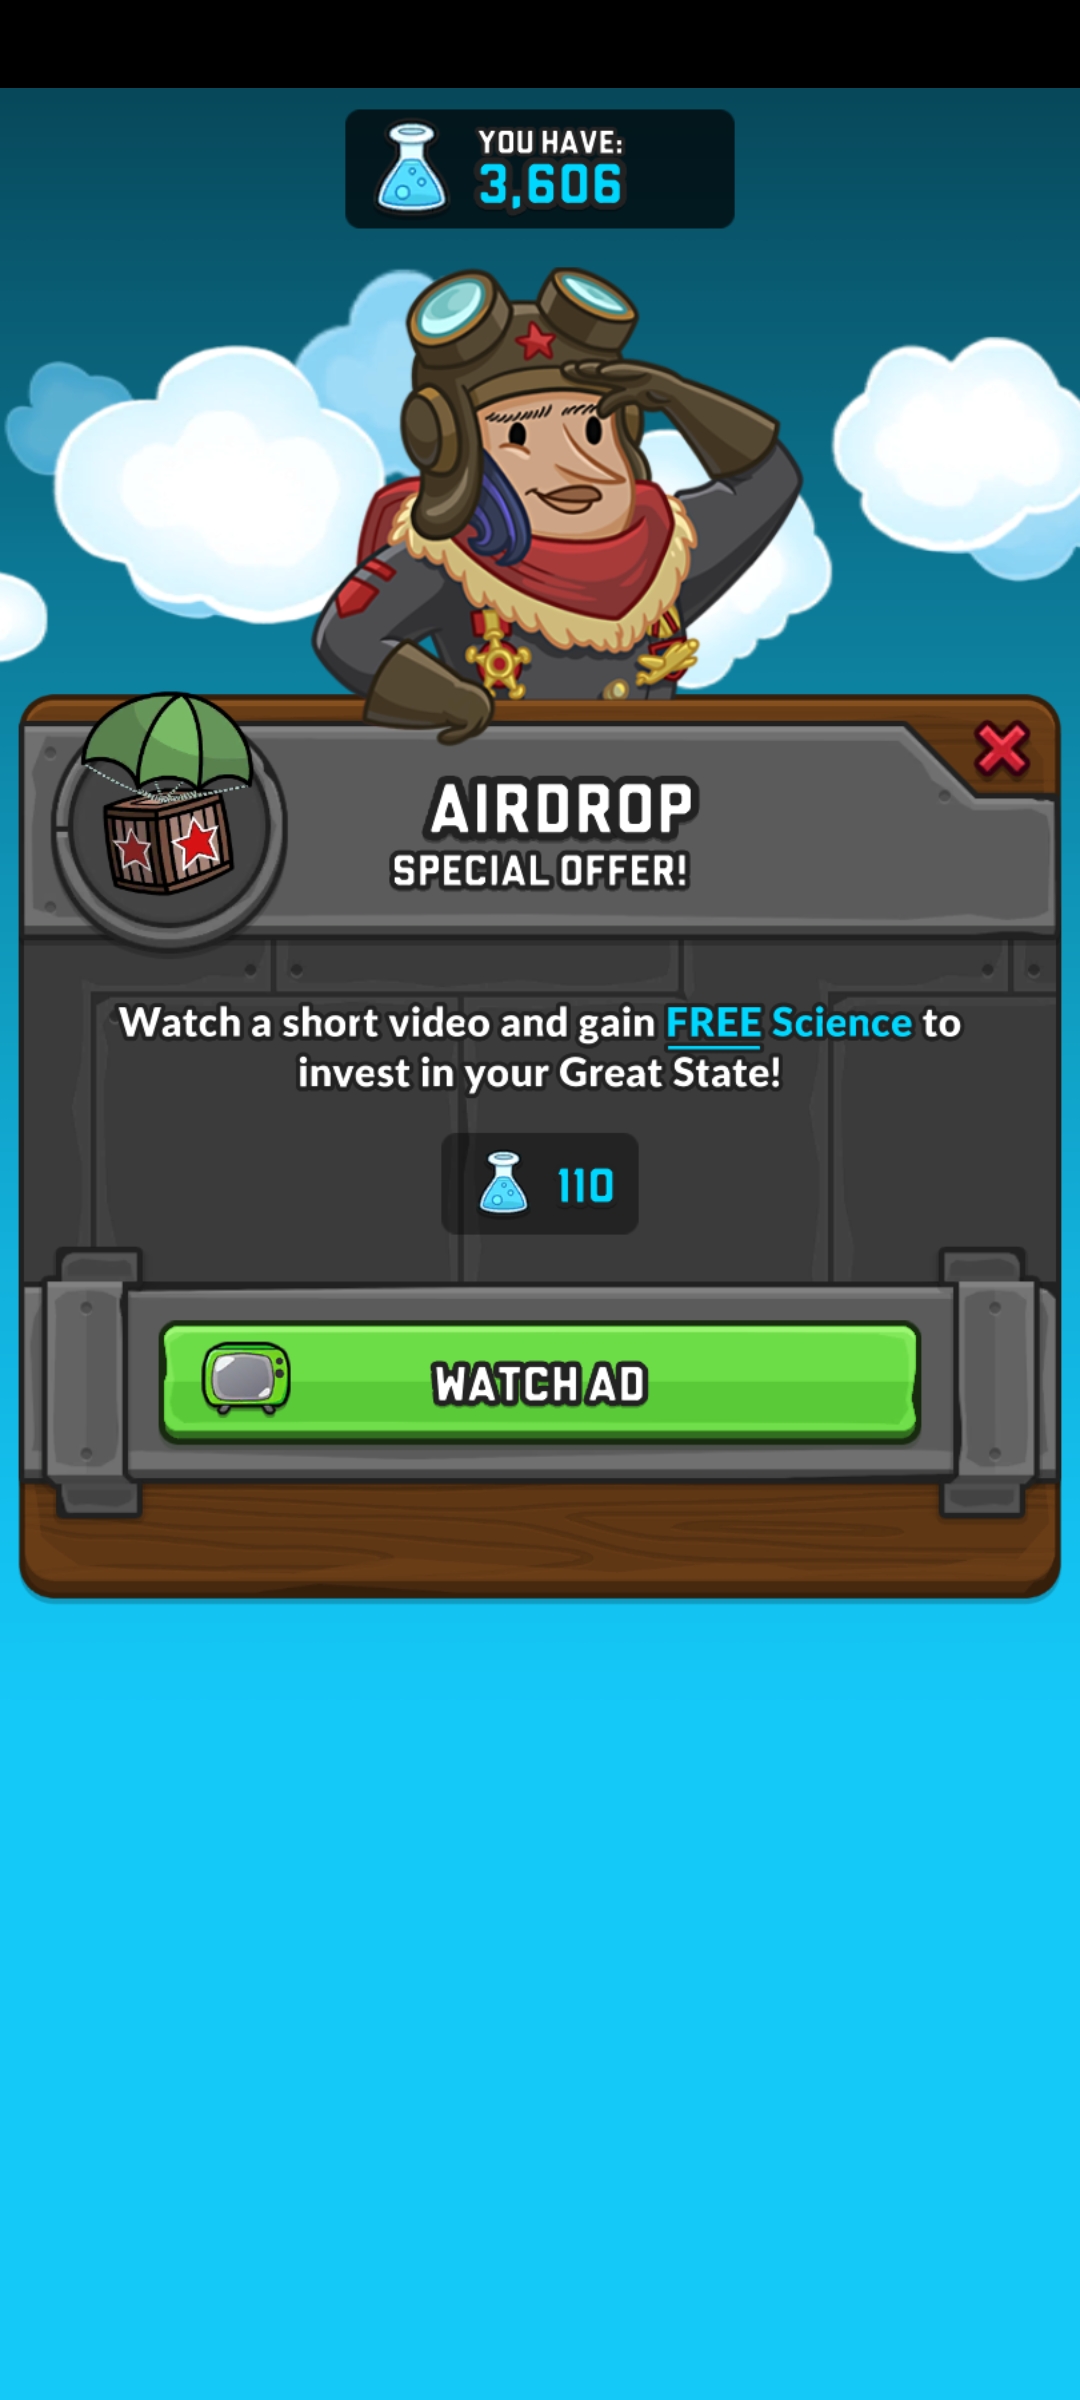 YOU HAVE:
3,606
AIRDROP
SPECIAL OFFER!
Watch a short video and gain FREE Science to
invest in your Great State!
110
WATCH AD